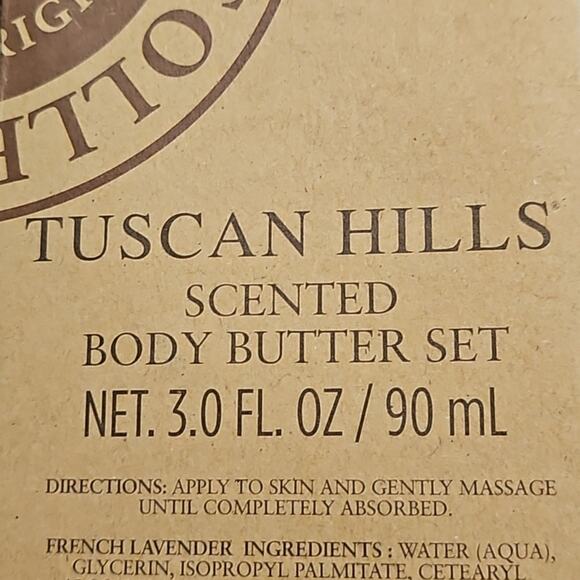 TUSCAN HILLS®
SCENTED
BODY BUTTER SET
NET. 3.0 FL. OZ / 90 mL
DIRECTIONS: APPLY TO SKIN AND GENTLY MASSAGE
UNTIL COMPLETELY ABSORBED.
FRENCH LAVENDER INGREDIENTS : WATER (AQUA),
GLYCERIN, ISOPROPYL PALMITATE, CETEARYL